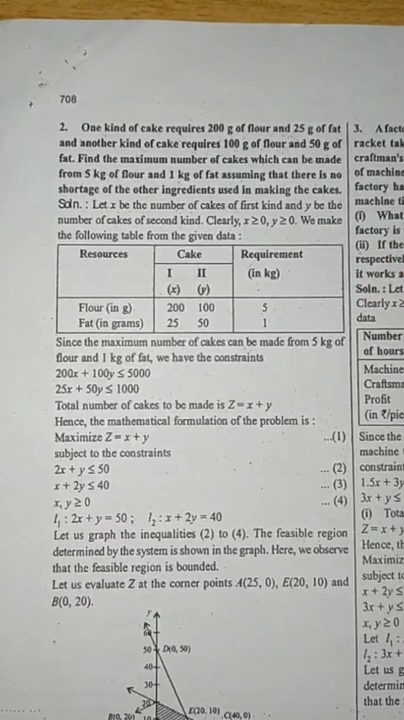 708
2. One kind of cake requires 200 g of flour and 25 g of fat
and another kind of cake requires 100 g of flour and 50 g of
fat. Find the maximum number of cakes which can be made
from 5 kg of flour and 1 kg of fat assuming that there is no
shortage of the other ingredients used in making the cakes.
Soln. : Let x be the number of cakes of first kind and y be the
number of cakes of second kind. Clearly, x ≥ 0, y ≥ 0. We make
the following table from the given data :
Resources Cake Requirement
I II (in kg)
(x) (y)
Flour (in g) 200 100 5
Fat (in grams) 25 50 1
Since the maximum number of cakes can be made from 5 kg of
flour and 1 kg of fat, we have the constraints
200x + 100y ≤ 5000
25x + 50y ≤ 1000
Total number of cakes to be made is Z = x + y
Hence, the mathematical formulation of the problem is :
Maximize Z = x + y ...(1)
subject to the constraints
2x + y ≤ 50 ... (2)
x + 2y ≤ 40 ... (3)
x, y ≥ 0 ... (4)
l₁ : 2x + y = 50 ; l₂ : x + 2y = 40
Let us graph the inequalities (2) to (4). The feasible region
determined by the system is shown in the graph. Here, we observe
that the feasible region is bounded.
Let us evaluate Z at the corner points A(25, 0), E(20, 10) and
B(0, 20).
y
50 D(0, 50)
40
30
20
B(0, 20) 10 E(20, 10) C(40, 0)
3. A
racket
craftman's
of machine
factory
machine
(i) What
factory is
(ii) If the
it works a
Soln. : Let
Clearly x ≥
data
Number
of hours
Machine
Profit
(in ₹/
Since the
machine
1.5x + 3y
3x + y ≤
(i)
Z = x +
Hence,
subject
x + 2y ≤
3x + y ≤
x, y ≥ 0
Let l₁ :
l₂ : 3x +
Let us
that the